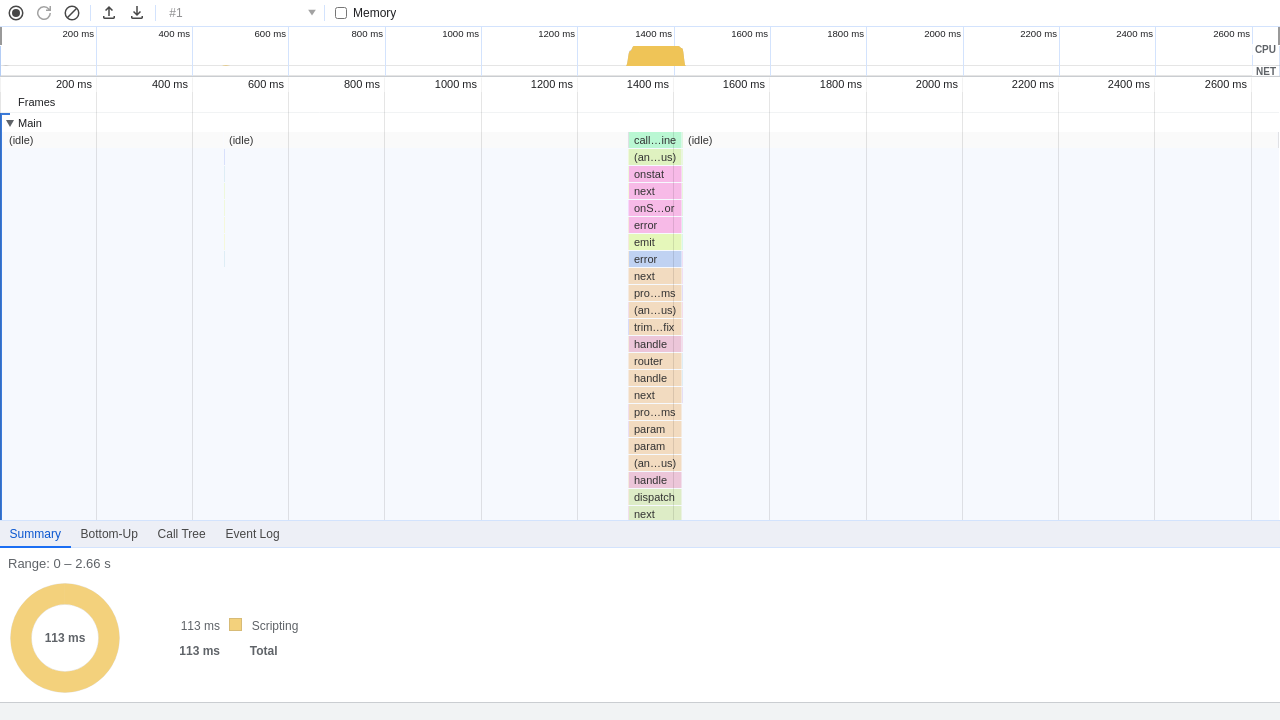 #1 Memory
200 ms 400 ms 600 ms 800 ms 1000 ms 1200 ms 1400 ms 1600 ms 1800 ms 2000 ms 2200 ms 2400 ms 2600 ms
CPU
NET
200 ms 400 ms 600 ms 800 ms 1000 ms 1200 ms 1400 ms 1600 ms 1800 ms 2000 ms 2200 ms 2400 ms 2600 ms
Frames
Main
(idle) (idle) call…ine (idle)
(an…us)
onstat
next
onS…or
error
emit
error
next
pro…ms
(an…us)
trim…fix
handle
router
handle
next
pro…ms
param
param
(an…us)
handle
dispatch
next
Summary Bottom-Up Call Tree Event Log
Range: 0 – 2.66 s
113 ms Scripting
113 ms
113 ms Total